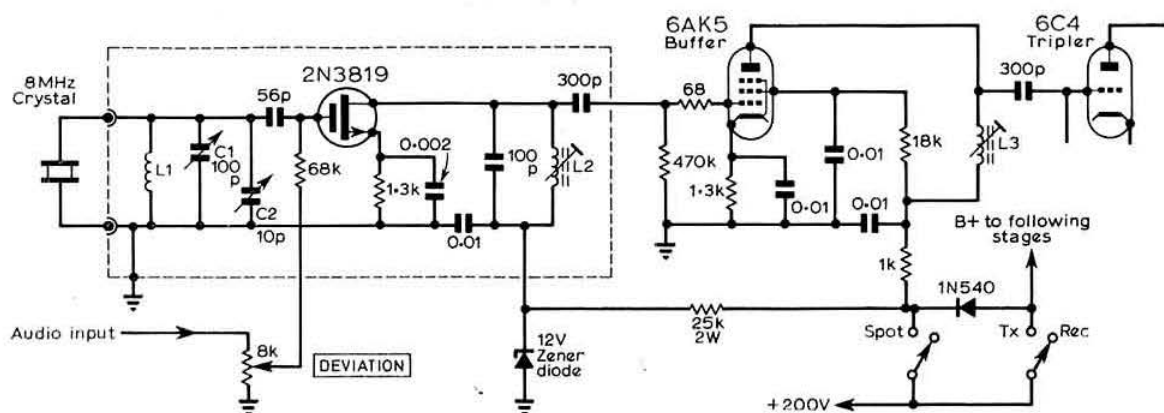 8MHz
Crystal
L1
C1
100
p
C2
10p
56p
68k
2N3819
1·3k
0·002
0·01
100
p
L2
300p
470k
68
6AK5
Buffer
1·3k
0·01
0·01
0·01
18k
L3
300p
6C4
Tripler
1k
B+ to following
stages
1N540
Spot
Tx
Rec
+200V
25k
2W
12V
Zener
diode
Audio input
8k
DEVIATION